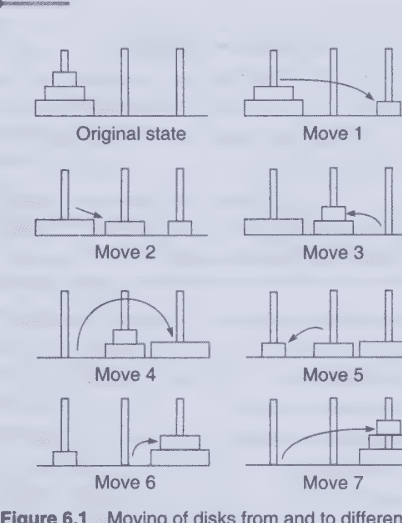 Original state
Move 1
Move 2
Move 3
Move 4
Move 5
Move 6
Move 7
Figure 6.1 Moving of disks from and to differen